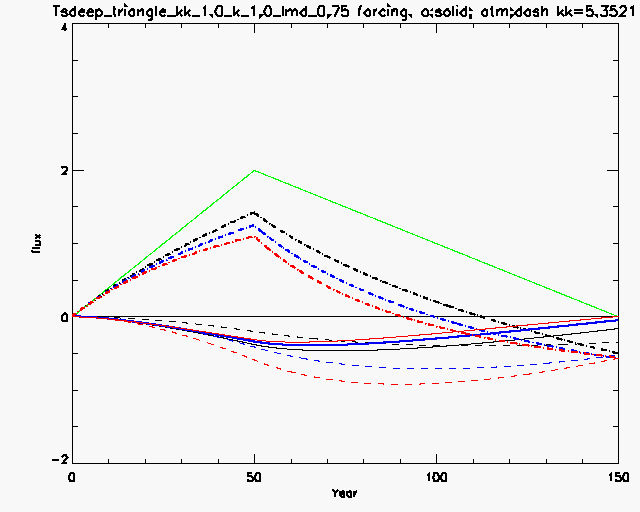 Tsdeep_triangle_kk_1.0_k_1.0_lmd_0.75 forcing, a:solid; atm:dash kk=5.3521
4
2
0
-2
flux
0
50
100
150
Year